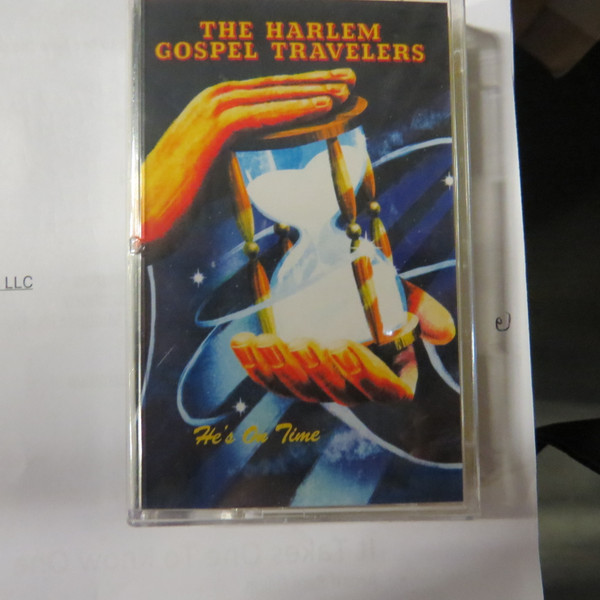 THE HARLEM
GOSPEL TRAVELERS
LLC
He's On Time